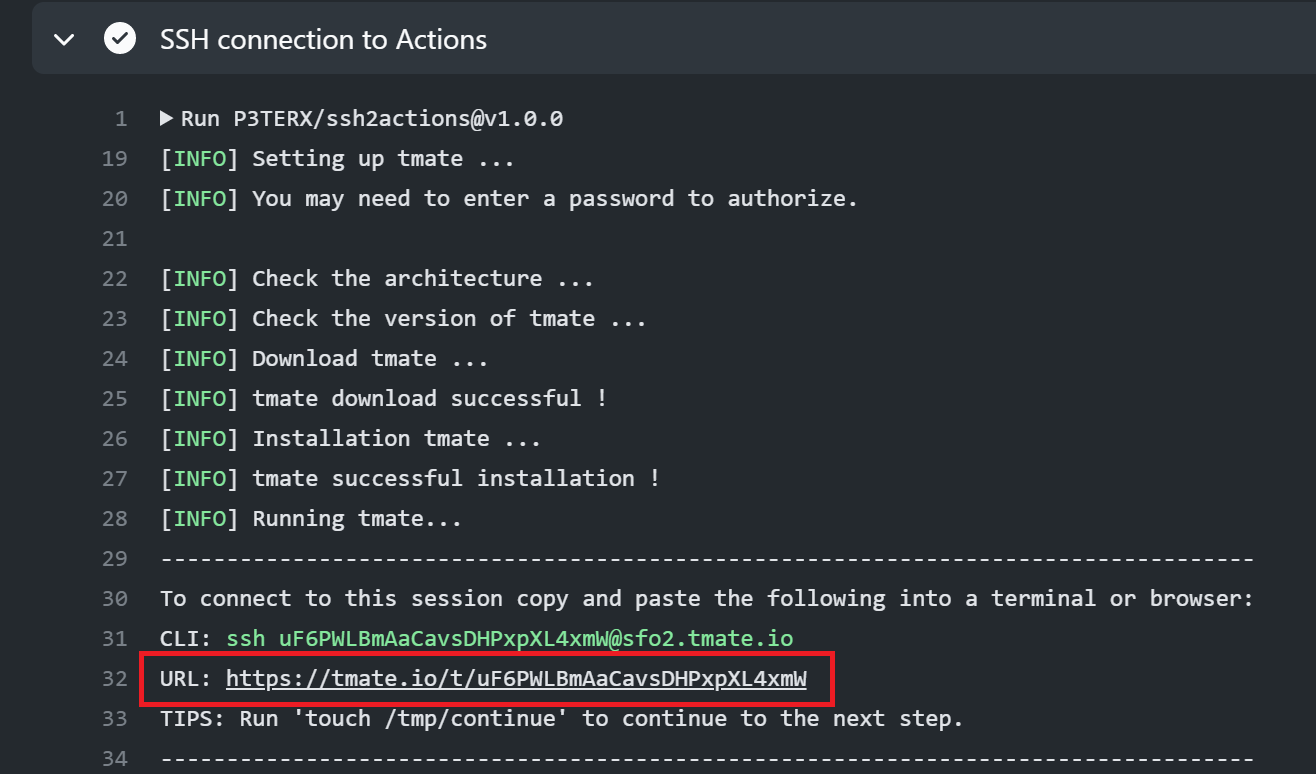 SSH connection to Actions
1 Run P3TERX/ssh2actions@v1.0.0
19 [INFO] Setting up tmate ...
20 [INFO] You may need to enter a password to authorize.
21
22 [INFO] Check the architecture ...
23 [INFO] Check the version of tmate ...
24 [INFO] Download tmate ...
25 [INFO] tmate download successful !
26 [INFO] Installation tmate ...
27 [INFO] tmate successful installation !
28 [INFO] Running tmate...
29 -----------------------------------------------------------------------------------
30 To connect to this session copy and paste the following into a terminal or browser:
31 CLI: ssh uF6PWLBmAaCavsDHPxpXL4xmW@sfo2.tmate.io
32 URL: https://tmate.io/t/uF6PWLBmAaCavsDHPxpXL4xmW
33 TIPS: Run 'touch /tmp/continue' to continue to the next step.
34 -----------------------------------------------------------------------------------